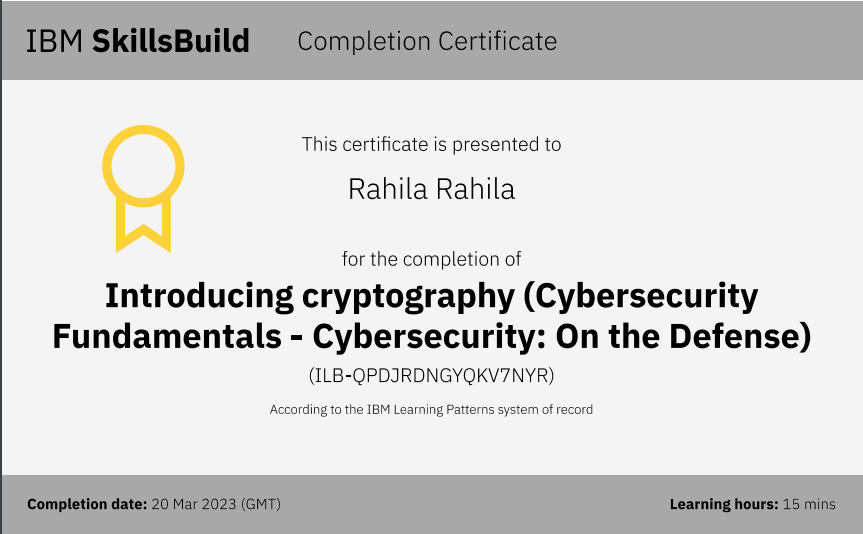 IBM SkillsBuild Completion Certificate
This certificate is presented to
Rahila Rahila
for the completion of
Introducing cryptography (Cybersecurity
Fundamentals - Cybersecurity: On the Defense)
(ILB-QPDJRDNGYQKV7NYR)
According to the IBM Learning Patterns system of record
Completion date: 20 Mar 2023 (GMT) Learning hours: 15 mins